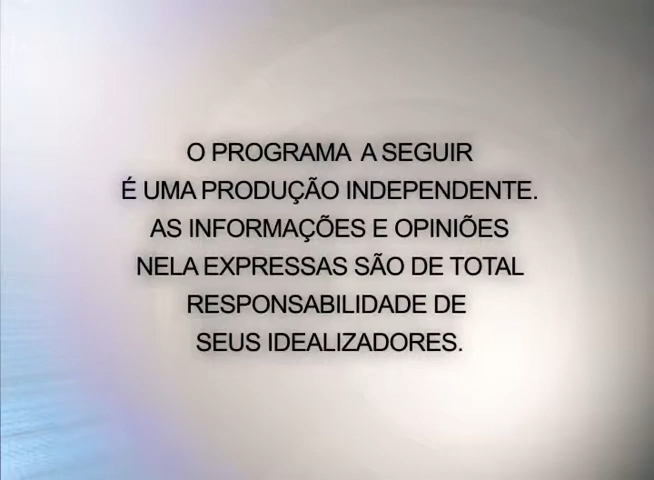 O PROGRAMA A SEGUIR
É UMA PRODUÇÃO INDEPENDENTE.
AS INFORMAÇÕES E OPINIÕES
NELA EXPRESSAS SÃO DE TOTAL
RESPONSABILIDADE DE
SEUS IDEALIZADORES.